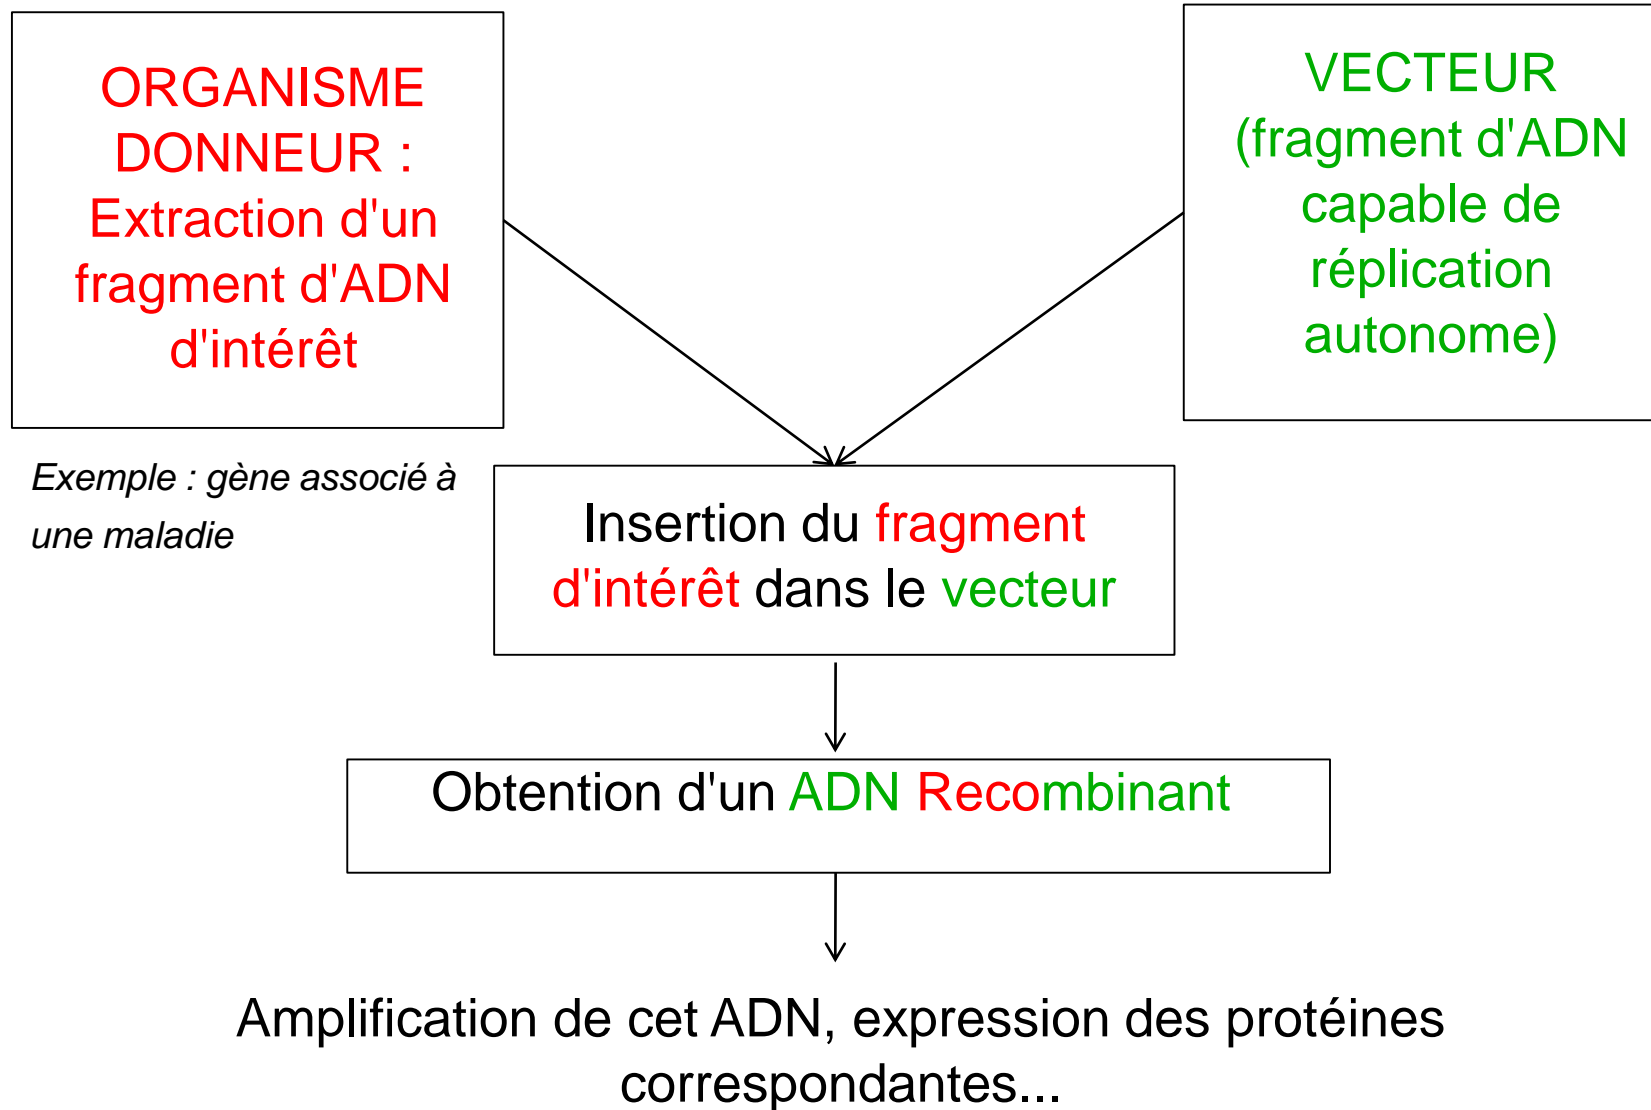 ORGANISME
DONNEUR :
Extraction d'un
fragment d'ADN
d'intérêt
VECTEUR
(fragment d'ADN
capable de
réplication
autonome)
Exemple : gène associé à
une maladie
Insertion du fragment
d'intérêt dans le vecteur
Obtention d'un ADN Recombinant
Amplification de cet ADN, expression des protéines
correspondantes...